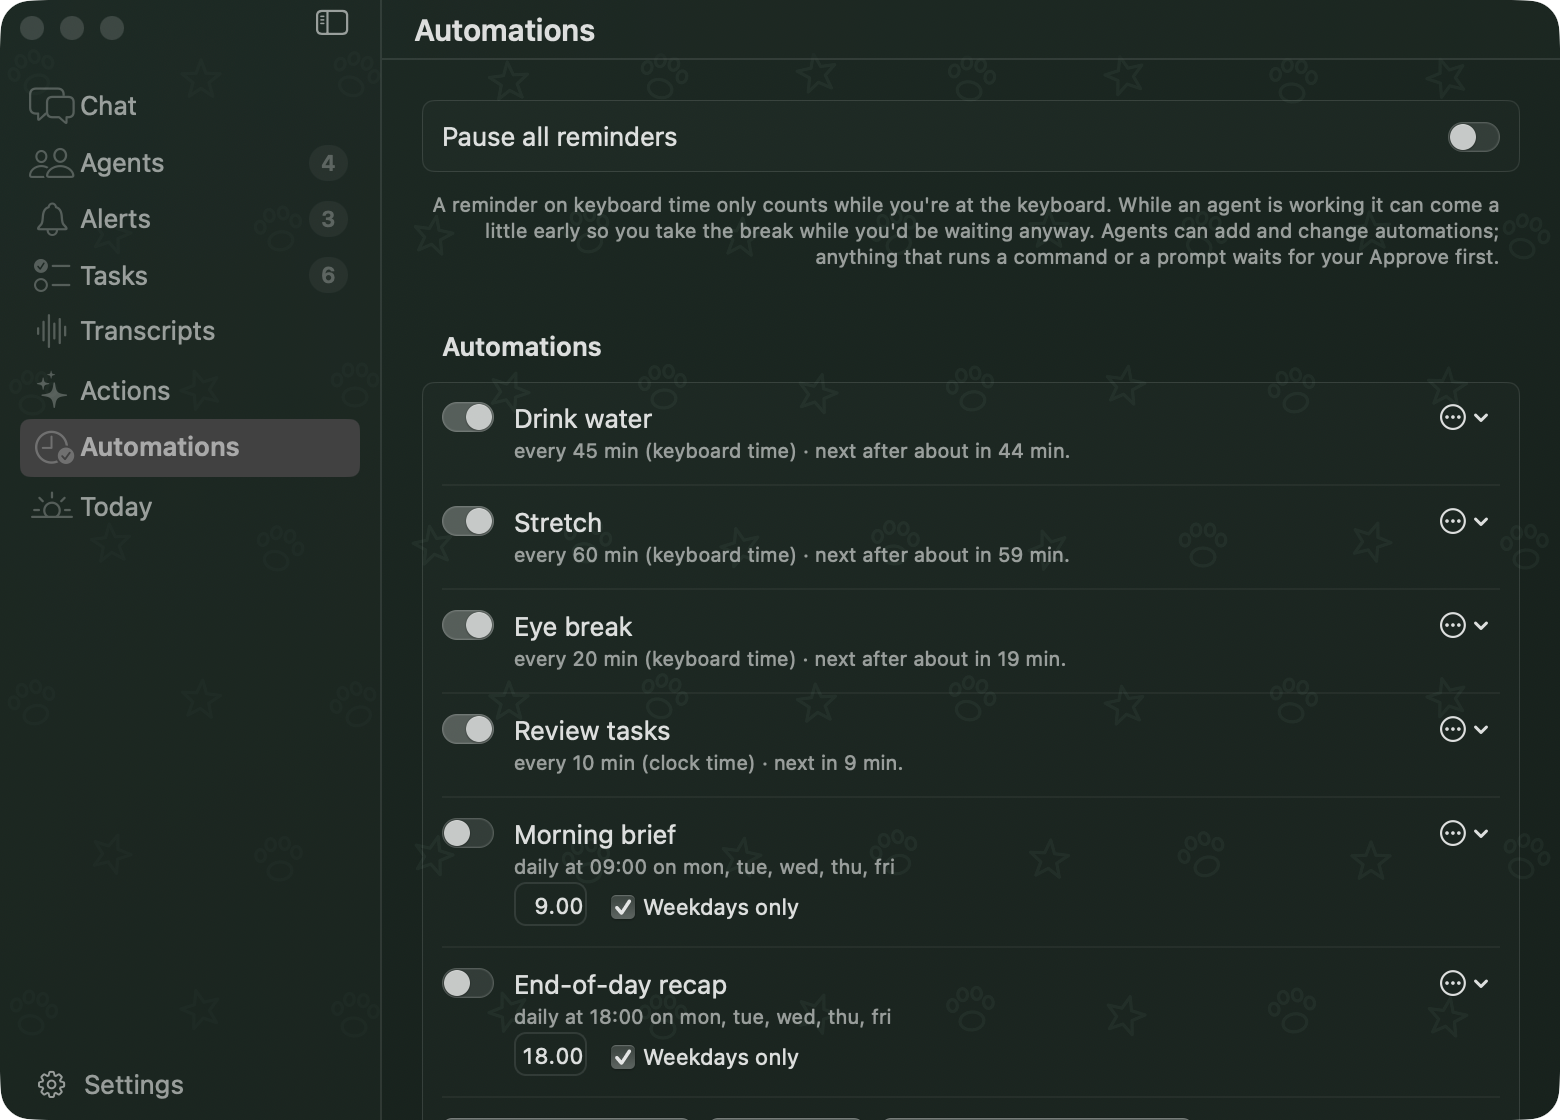 Automations
Chat
Agents 4
Alerts 3
Tasks 6
Transcripts
Actions
Automations
Today
Settings
Pause all reminders
A reminder on keyboard time only counts while you're at the keyboard. While an agent is working it can come a
little early so you take the break while you'd be waiting anyway. Agents can add and change automations;
anything that runs a command or a prompt waits for your Approve first.
Automations
Drink water
every 45 min (keyboard time) · next after about in 44 min.
Stretch
every 60 min (keyboard time) · next after about in 59 min.
Eye break
every 20 min (keyboard time) · next after about in 19 min.
Review tasks
every 10 min (clock time) · next in 9 min.
Morning brief
daily at 09:00 on mon, tue, wed, thu, fri
9.00 Weekdays only
End-of-day recap
daily at 18:00 on mon, tue, wed, thu, fri
18.00 Weekdays only